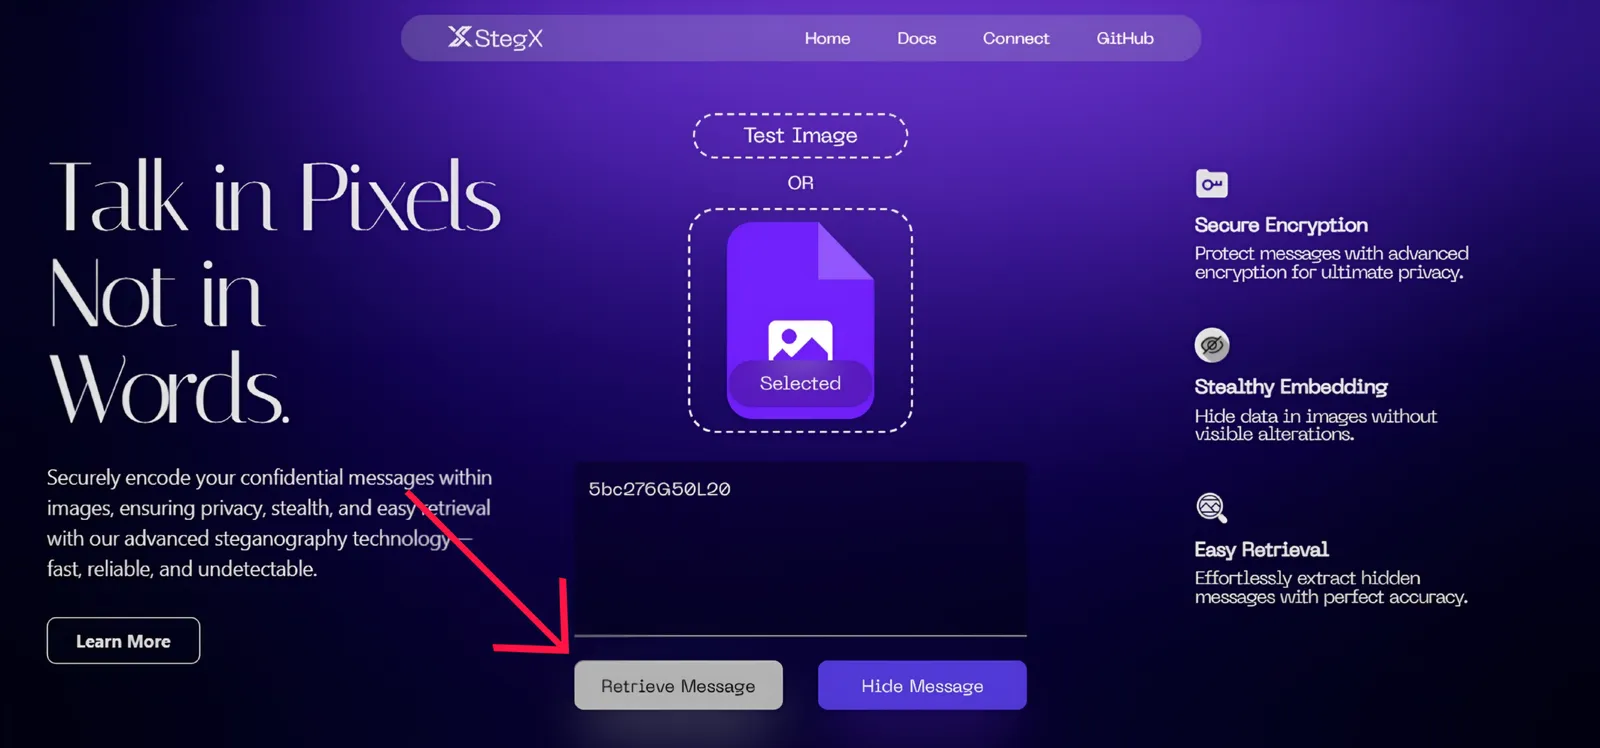 StegX
Home
Docs
Connect
GitHub
Talk in Pixels
Not in
Words.
Securely encode your confidential messages within
images, ensuring privacy, stealth, and easy retrieval
with our advanced steganography technology —
fast, reliable, and undetectable.
Learn More
Test Image
OR
Selected
5bc276G50L20
Retrieve Message
Hide Message
Secure Encryption
Protect messages with advanced
encryption for ultimate privacy.
Stealthy Embedding
Hide data in images without
visible alterations.
Easy Retrieval
Effortlessly extract hidden
messages with perfect accuracy.